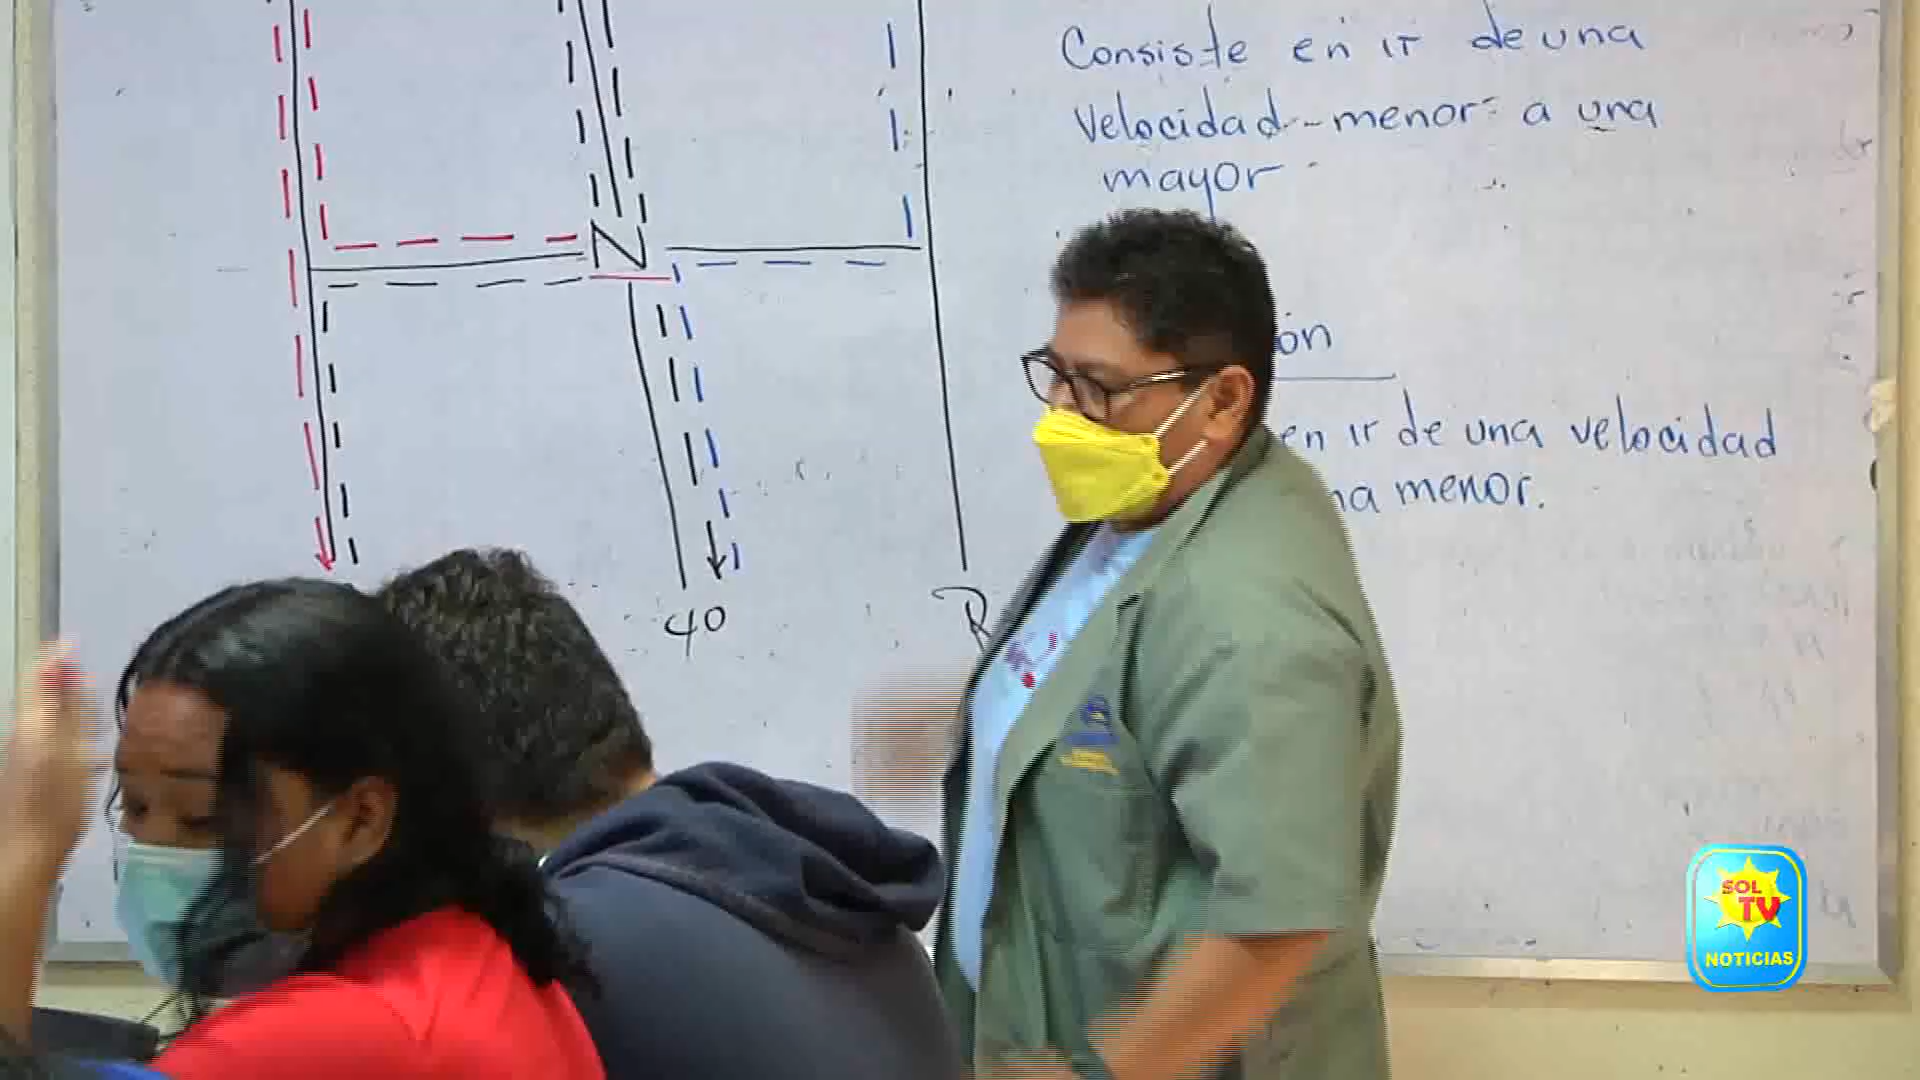 Consiste en ir de una
velocidad menor a una
mayor
ón
en ir de una velocidad
na menor.
N
40
R
SOL
TV
NOTICIAS